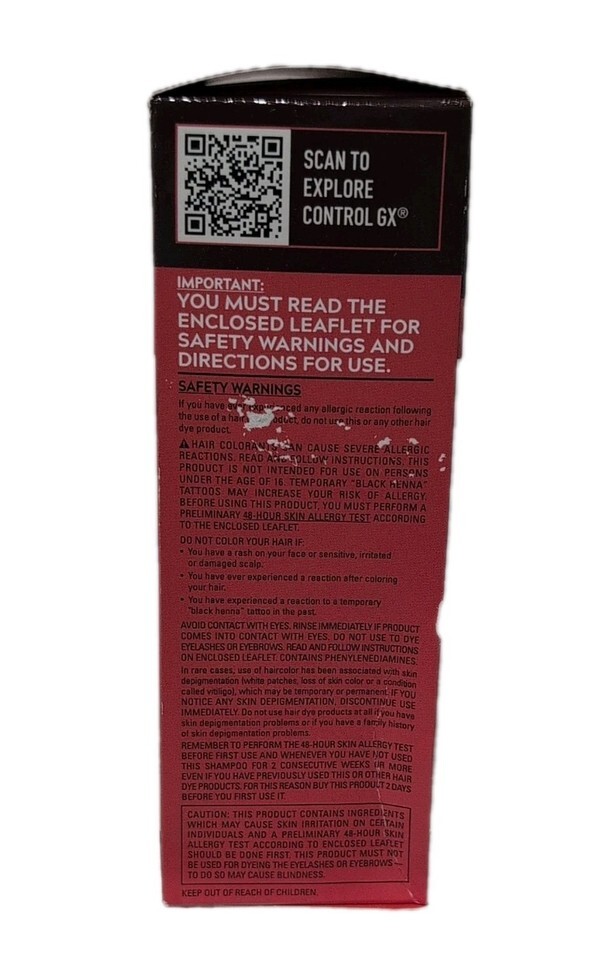 SCAN TO
EXPLORE
CONTROL GX®
IMPORTANT:
YOU MUST READ THE
ENCLOSED LEAFLET FOR
SAFETY WARNINGS AND
DIRECTIONS FOR USE.
SAFETY WARNINGS
If you have ever experienced any allergic reaction following
the use of a hair product, do not use this or any other hair
dye product.
⚠ HAIR COLORANTS CAN CAUSE SEVERE ALLERGIC
REACTIONS. READ AND FOLLOW INSTRUCTIONS. THIS
PRODUCT IS NOT INTENDED FOR USE ON PERSONS
UNDER THE AGE OF 16. TEMPORARY "BLACK HENNA"
TATTOOS MAY INCREASE YOUR RISK OF ALLERGY.
BEFORE USING THIS PRODUCT, YOU MUST PERFORM A
PRELIMINARY 48-HOUR SKIN ALLERGY TEST ACCORDING
TO THE ENCLOSED LEAFLET.
DO NOT COLOR YOUR HAIR IF:
• You have a rash on your face or sensitive, irritated
or damaged scalp.
• You have ever experienced a reaction after coloring
your hair.
• You have experienced a reaction to a temporary
"black henna" tattoo in the past.
AVOID CONTACT WITH EYES. RINSE IMMEDIATELY IF PRODUCT
COMES INTO CONTACT WITH EYES. DO NOT USE TO DYE
EYELASHES OR EYEBROWS. READ AND FOLLOW INSTRUCTIONS
ON ENCLOSED LEAFLET. CONTAINS PHENYLENEDIAMINES.
In rare cases, use of haircolor has been associated with skin
depigmentation (white patches, loss of skin color or a condition
called vitiligo), which may be temporary or permanent. IF YOU
NOTICE ANY SKIN DEPIGMENTATION, DISCONTINUE USE
IMMEDIATELY. Do not use hair dye products at all if you have
skin depigmentation problems or if you have a family history
of skin depigmentation problems.
REMEMBER TO PERFORM THE 48-HOUR SKIN ALLERGY TEST
BEFORE FIRST USE AND WHENEVER YOU HAVE NOT USED
THIS SHAMPOO FOR 2 CONSECUTIVE WEEKS OR MORE
EVEN IF YOU HAVE PREVIOUSLY USED THIS OR OTHER HAIR
DYE PRODUCTS. FOR THIS REASON BUY THIS PRODUCT 2 DAYS
BEFORE YOU FIRST USE IT.
CAUTION: THIS PRODUCT CONTAINS INGREDIENTS
WHICH MAY CAUSE SKIN IRRITATION ON CERTAIN
INDIVIDUALS AND A PRELIMINARY 48-HOUR SKIN
ALLERGY TEST ACCORDING TO ENCLOSED LEAFLET
SHOULD BE DONE FIRST. THIS PRODUCT MUST NOT
BE USED FOR DYEING THE EYELASHES OR EYEBROWS—
TO DO SO MAY CAUSE BLINDNESS.
KEEP OUT OF REACH OF CHILDREN.